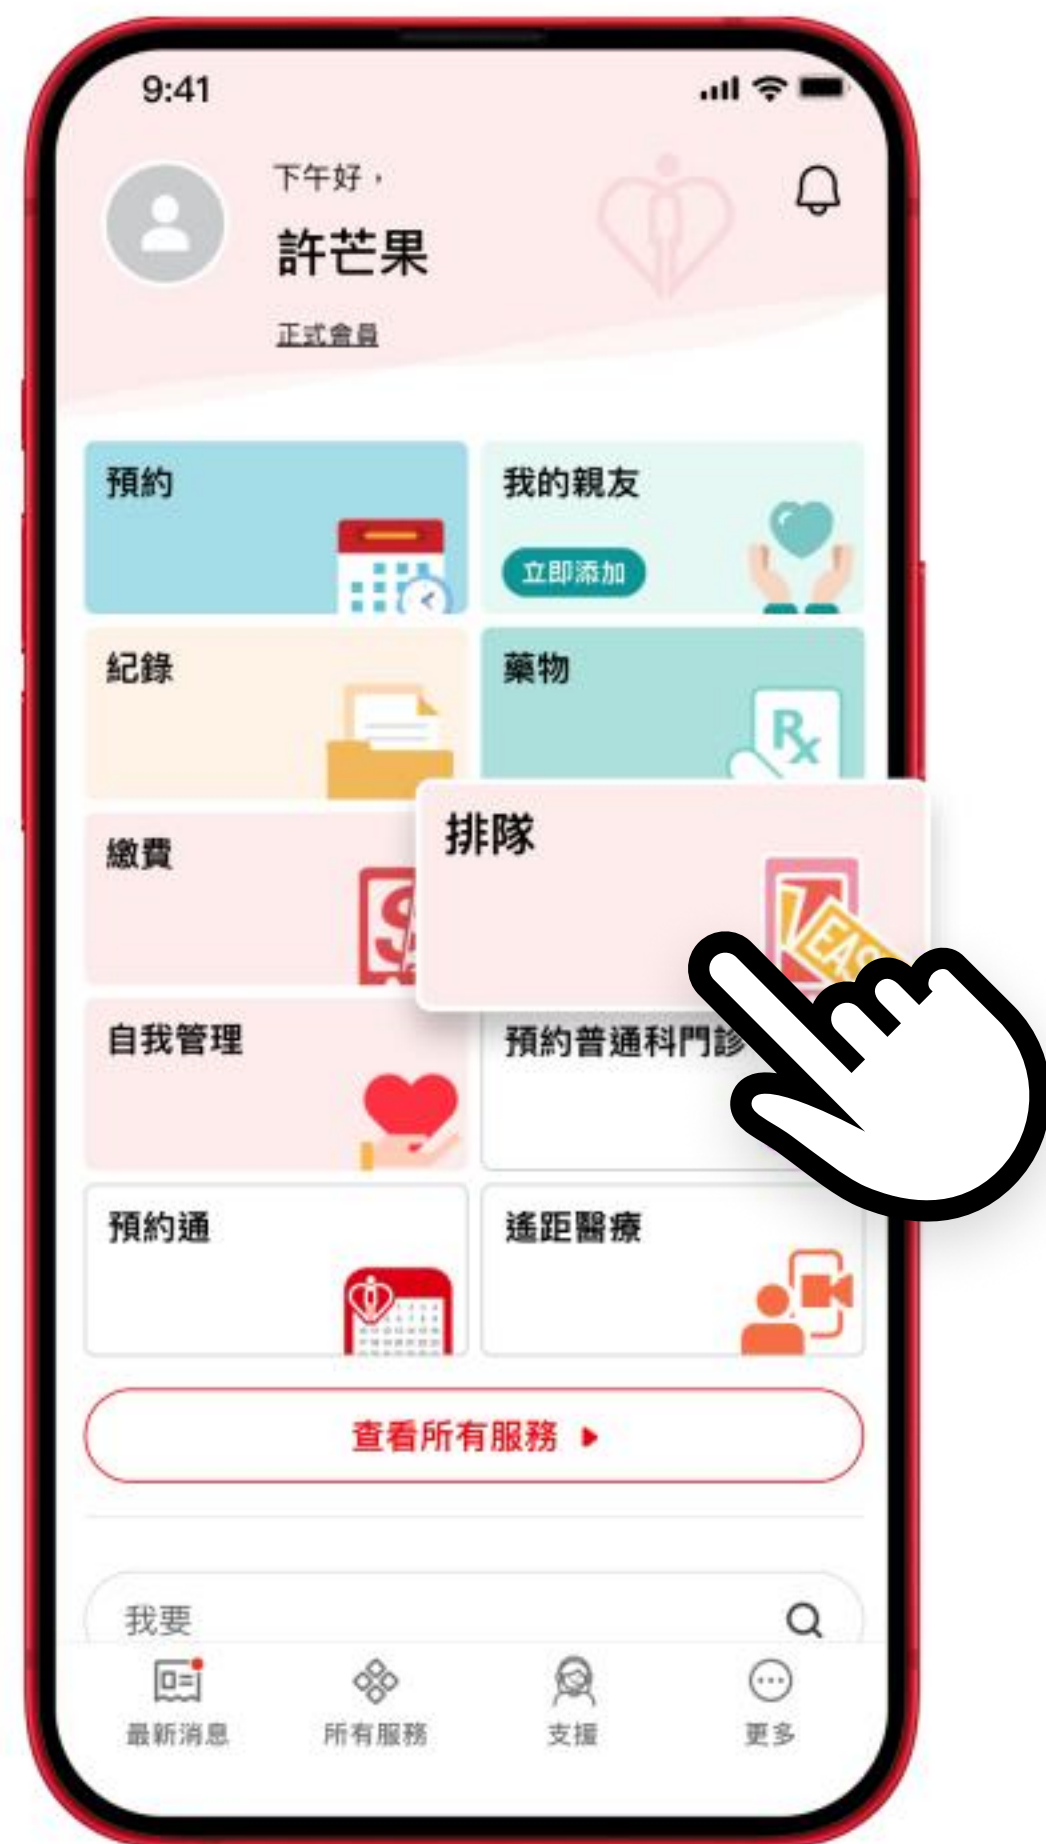 9:41
下午好，
許芒果
正式會員
預約
我的親友
立即添加
紀錄
藥物
Rx
繳費
排隊
EAS
自我管理
預約普通科門診
預約通
遙距醫療
查看所有服務
我要
最新消息
所有服務
支援
更多